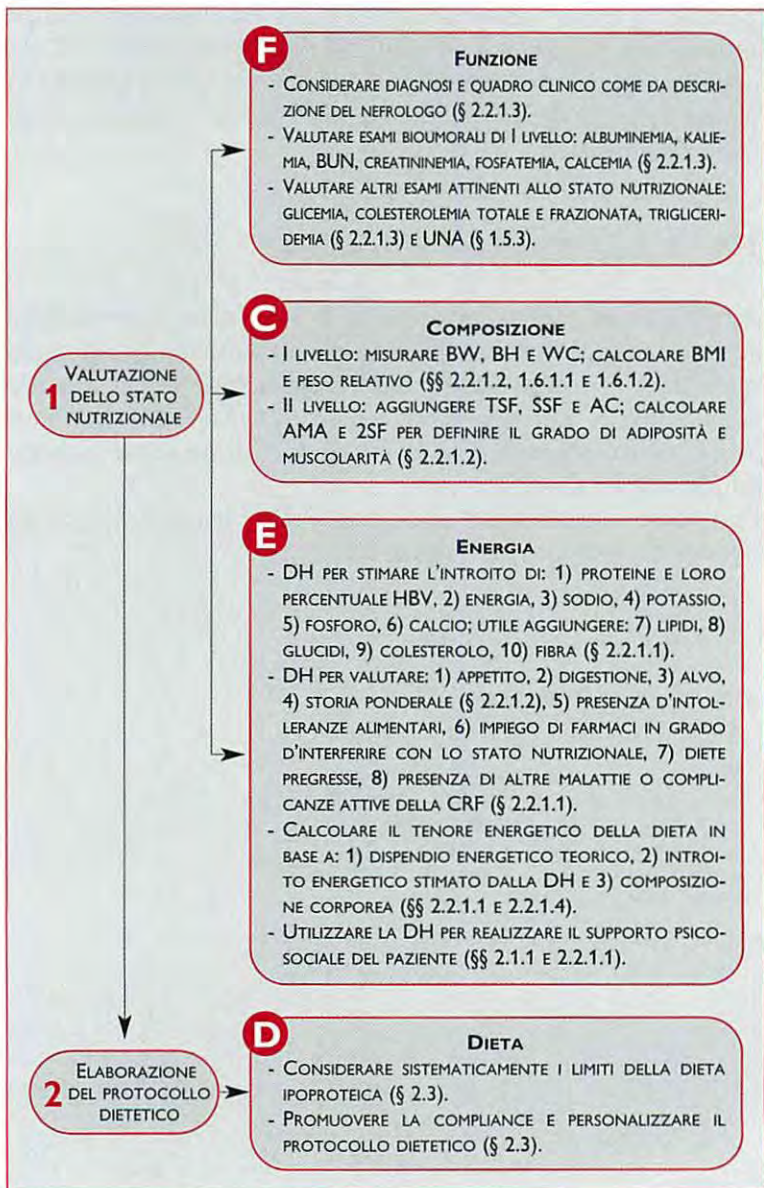 F
FUNZIONE
- CONSIDERARE DIAGNOSI E QUADRO CLINICO COME DA DESCRI-
ZIONE DEL NEFROLOGO (§ 2.2.1.3).
- VALUTARE ESAMI BIOUMORALI DI I LIVELLO: ALBUMINEMIA, KALIE-
MIA, BUN, CREATININEMIA, FOSFATEMIA, CALCEMIA (§ 2.2.1.3).
- VALUTARE ALTRI ESAMI ATTINENTI ALLO STATO NUTRIZIONALE:
GLICEMIA, COLESTEROLEMIA TOTALE E FRAZIONATA, TRIGLICERI-
DEMIA (§ 2.2.1.3) E UNA (§ 1.5.3).
1 VALUTAZIONE
DELLO STATO
NUTRIZIONALE
C
COMPOSIZIONE
- I LIVELLO: MISURARE BW, BH E WC; CALCOLARE BMI
E PESO RELATIVO (§§ 2.2.1.2, 1.6.1.1 E 1.6.1.2).
- II LIVELLO: AGGIUNGERE TSF, SSF E AC; CALCOLARE
AMA E 2SF PER DEFINIRE IL GRADO DI ADIPOSITÀ E
MUSCOLARITÀ (§ 2.2.1.2).
E
ENERGIA
- DH PER STIMARE L'INTROITO DI: 1) PROTEINE E LORO
PERCENTUALE HBV, 2) ENERGIA, 3) SODIO, 4) POTASSIO,
5) FOSFORO, 6) CALCIO; UTILE AGGIUNGERE: 7) LIPIDI, 8)
GLUCIDI, 9) COLESTEROLO, 10) FIBRA (§ 2.2.1.1).
- DH PER VALUTARE: 1) APPETITO, 2) DIGESTIONE, 3) ALVO,
4) STORIA PONDERALE (§ 2.2.1.2), 5) PRESENZA D'INTOL-
LERANZE ALIMENTARI, 6) IMPIEGO DI FARMACI IN GRADO
D'INTERFERIRE CON LO STATO NUTRIZIONALE, 7) DIETE
PREGRESSE, 8) PRESENZA DI ALTRE MALATTIE O COMPLI-
CANZE ATTIVE DELLA CRF (§ 2.2.1.1).
- CALCOLARE IL TENORE ENERGETICO DELLA DIETA IN
BASE A: 1) DISPENDIO ENERGETICO TEORICO, 2) INTROI-
TO ENERGETICO STIMATO DALLA DH E 3) COMPOSIZIO-
NE CORPOREA (§§ 2.2.1.1 E 2.2.1.4).
- UTILIZZARE LA DH PER REALIZZARE IL SUPPORTO PSICO-
SOCIALE DEL PAZIENTE (§§ 2.1.1 E 2.2.1.1).
2 ELABORAZIONE
DEL PROTOCOLLO
DIETETICO
D
DIETA
- CONSIDERARE SISTEMATICAMENTE I LIMITI DELLA DIETA
IPOPROTEICA (§ 2.3).
- PROMUOVERE LA COMPLIANCE E PERSONALIZZARE IL
PROTOCOLLO DIETETICO (§ 2.3).